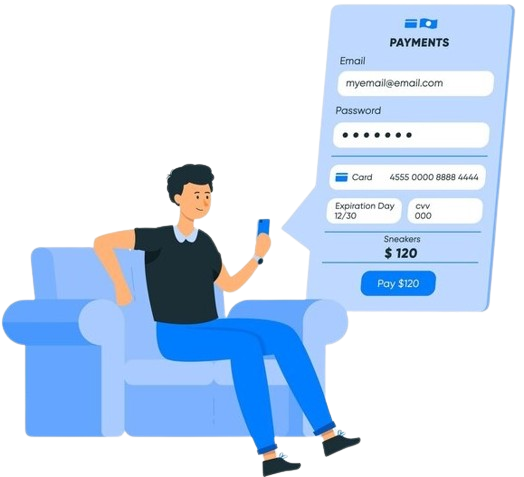 PAYMENTS
Email
myemail@email.com
Password
Card 4555 0000 8888 4444
Expiration Day
12/30
cvv
000
Sneakers
$ 120
Pay $120